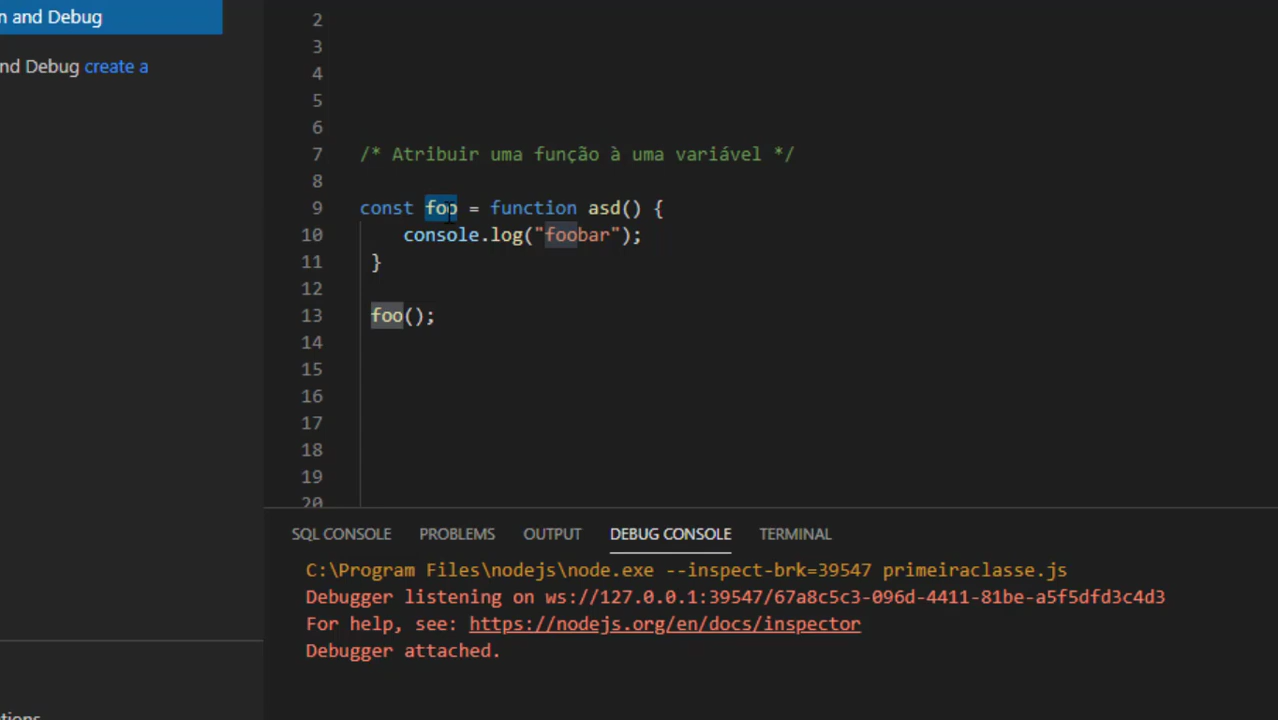 n and Debug
nd Debug create a
2
3
4
5
6
7 /* Atribuir uma função à uma variável */
8
9 const foo = function asd() {
10 console.log("foobar");
11 }
12
13 foo();
14
15
16
17
18
19
20
SQL CONSOLE PROBLEMS OUTPUT DEBUG CONSOLE TERMINAL
C:\Program Files\nodejs\node.exe --inspect-brk=39547 primeiraclasse.js
Debugger listening on ws://127.0.0.1:39547/67a8c5c3-096d-4411-81be-a5f5dfd3c4d3
For help, see: https://nodejs.org/en/docs/inspector
Debugger attached.
tions